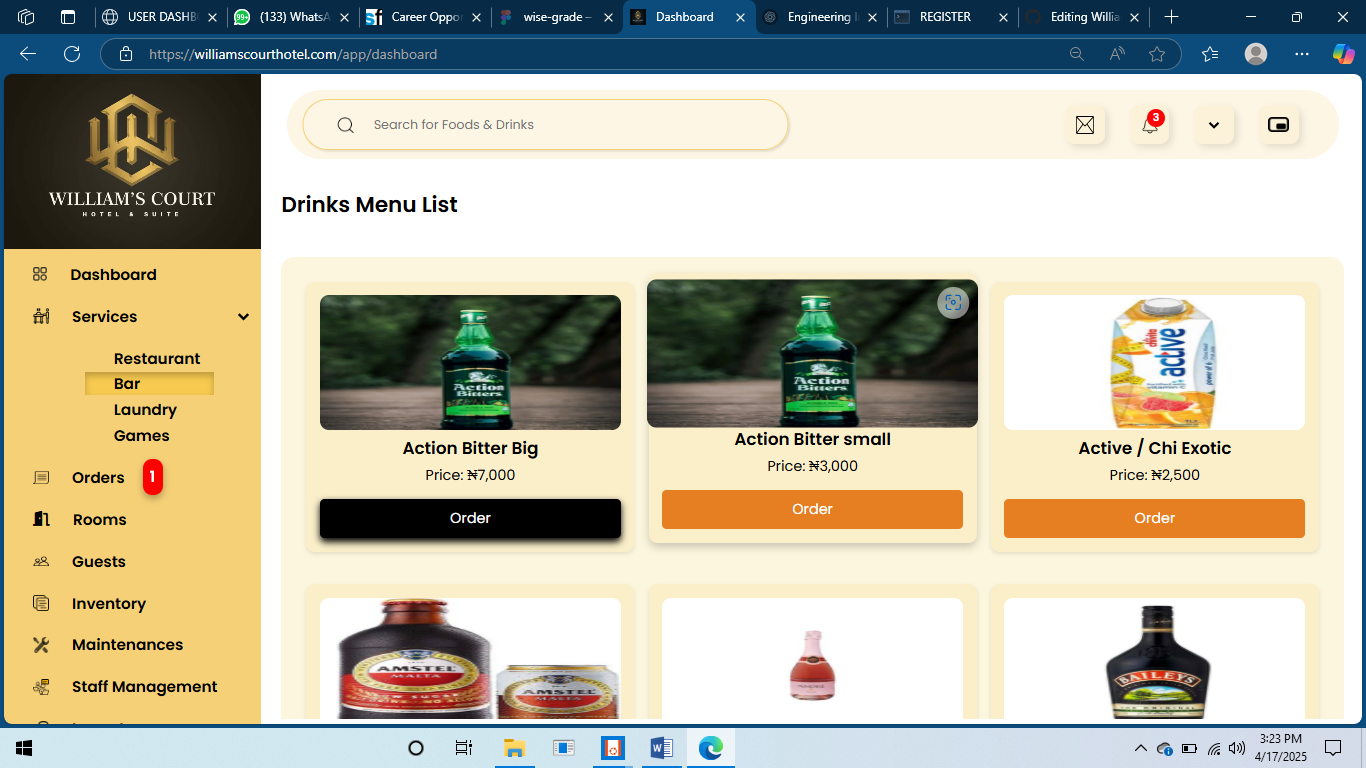 USER DASHB
(133) WhatsA
Career Oppor
wise-grade –
Dashboard
Engineering I
REGISTER
Editing Willia
https://williamscourthotel.com/app/dashboard
WILLIAM'S COURT
HOTEL & SUITE
Search for Foods & Drinks
3
Drinks Menu List
Dashboard
Services
Restaurant
Bar
Laundry
Games
Orders 1
Rooms
Guests
Inventory
Maintenances
Staff Management
Action Bitters
Action Bitter Big
Price: ₦7,000
Order
Action Bitters
Action Bitter small
Price: ₦3,000
Order
active
Active / Chi Exotic
Price: ₦2,500
Order
AMSTEL
MALTA
AMSTEL
MALTA
BAILEYS
3:23 PM
4/17/2025